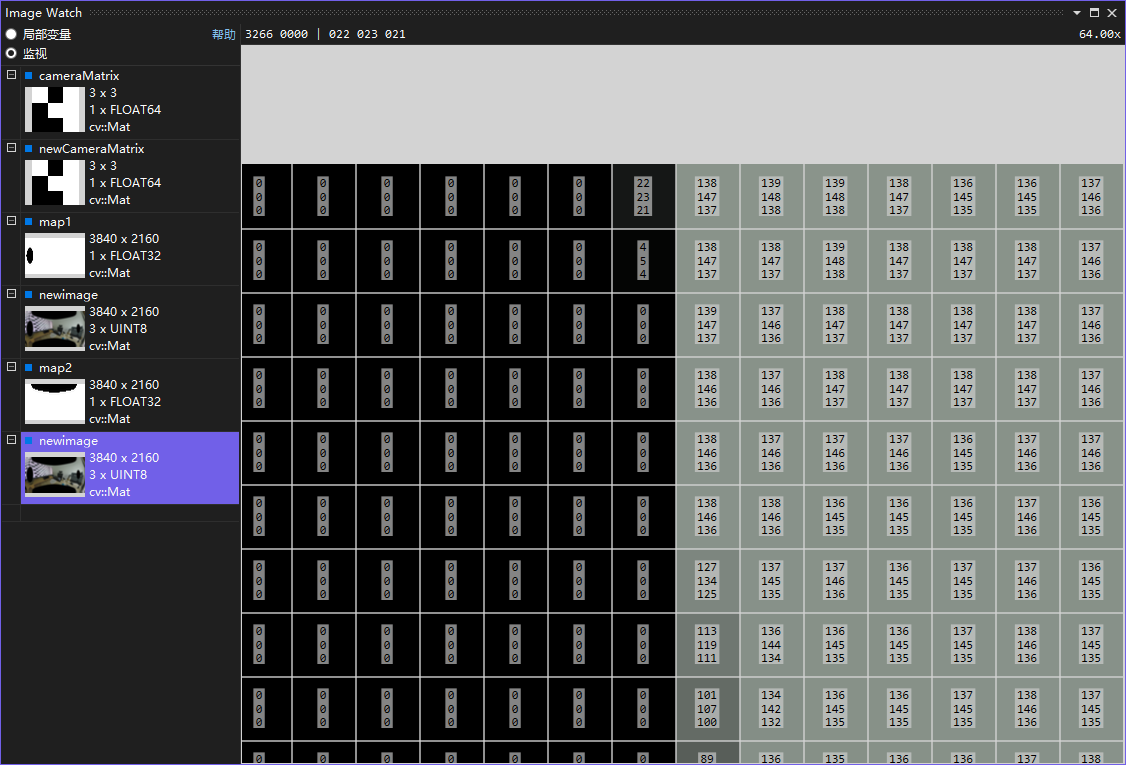 Image Watch
局部变量 帮助 3266 0000 | 022 023 021 64.00x
监视
cameraMatrix
3 x 3
1 x FLOAT64
cv::Mat
newCameraMatrix
3 x 3
1 x FLOAT64
cv::Mat
map1
3840 x 2160
1 x FLOAT32
cv::Mat
newimage
3840 x 2160
3 x UINT8
cv::Mat
map2
3840 x 2160
1 x FLOAT32
cv::Mat
newimage
3840 x 2160
3 x UINT8
cv::Mat
0 0 0 0 0 0 22 138 139 139 138 136 136 137
0 0 0 0 0 0 23 147 148 148 147 145 145 146
0 0 0 0 0 0 21 137 138 138 137 135 135 136
0 0 0 0 0 0 4 138 138 139 138 138 138 137
0 0 0 0 0 0 5 147 147 148 147 147 147 146
0 0 0 0 0 0 4 137 137 138 137 137 137 136
0 0 0 0 0 0 0 139 137 138 138 138 138 137
0 0 0 0 0 0 0 147 146 147 147 147 147 146
0 0 0 0 0 0 0 137 136 137 137 137 137 136
0 0 0 0 0 0 0 138 137 138 138 138 138 137
0 0 0 0 0 0 0 146 146 147 147 147 147 146
0 0 0 0 0 0 0 136 136 137 137 137 137 136
0 0 0 0 0 0 0 138 137 137 137 136 137 137
0 0 0 0 0 0 0 146 146 146 146 145 146 146
0 0 0 0 0 0 0 136 136 136 136 135 136 136
0 0 0 0 0 0 0 138 138 136 136 136 137 136
0 0 0 0 0 0 0 146 146 145 145 145 146 145
0 0 0 0 0 0 0 136 136 135 135 135 136 135
0 0 0 0 0 0 0 127 137 137 136 136 137 136
0 0 0 0 0 0 0 134 145 146 145 145 146 145
0 0 0 0 0 0 0 125 135 136 135 135 136 135
0 0 0 0 0 0 0 113 136 136 136 137 138 137
0 0 0 0 0 0 0 119 144 145 145 145 146 145
0 0 0 0 0 0 0 111 134 135 135 135 136 135
0 0 0 0 0 0 0 101 134 136 136 137 138 137
0 0 0 0 0 0 0 107 142 145 145 145 146 145
0 0 0 0 0 0 0 100 132 135 135 135 136 135
0 0 0 0 0 0 0 89 136 135 136 136 137 138